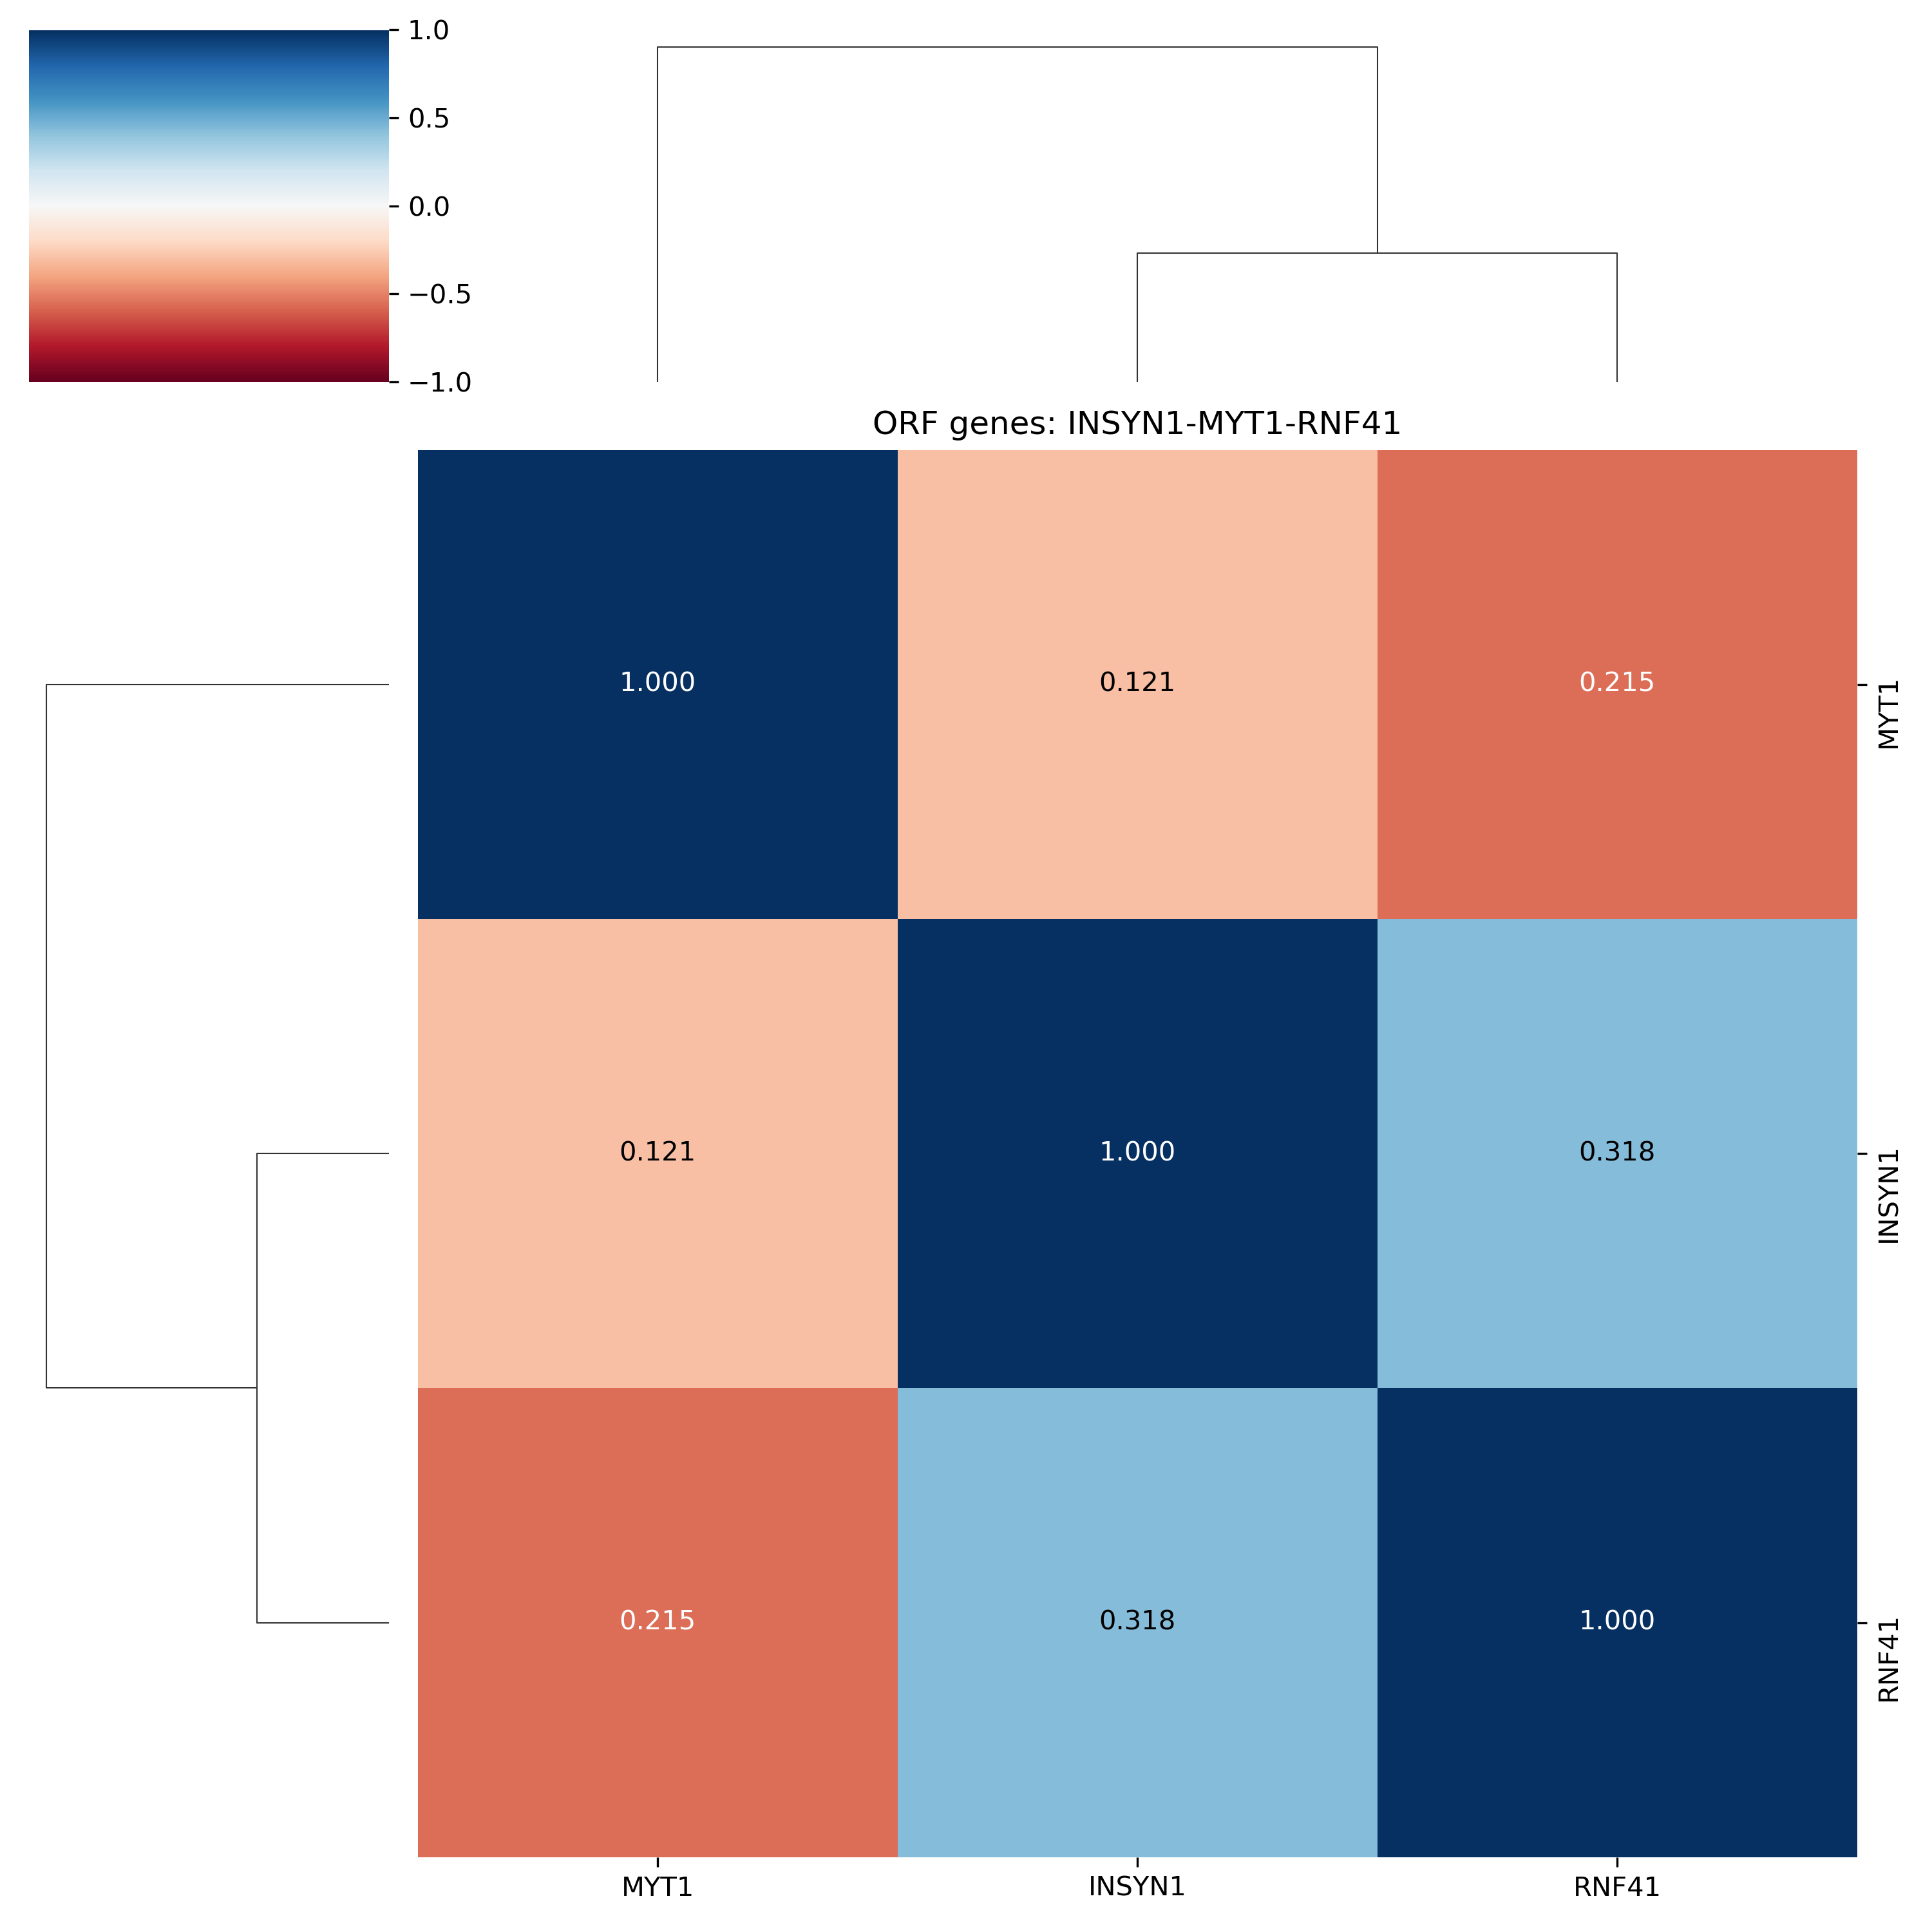 1.0
0.5
0.0
−0.5
−1.0
ORF genes: INSYN1-MYT1-RNF41
1.000 0.121 0.215
MYT1
0.121 1.000 0.318
INSYN1
0.215 0.318 1.000
RNF41
MYT1 INSYN1 RNF41